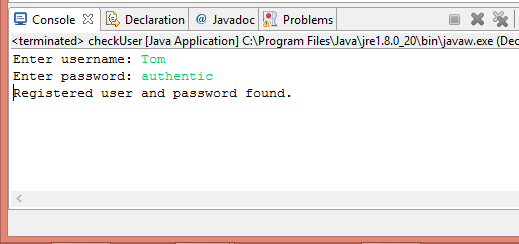 Console Declaration @ Javadoc Problems
<terminated> checkUser [Java Application] C:\Program Files\Java\jre1.8.0_20\bin\javaw.exe (Dec
Enter username: Tom
Enter password: authentic
Registered user and password found.